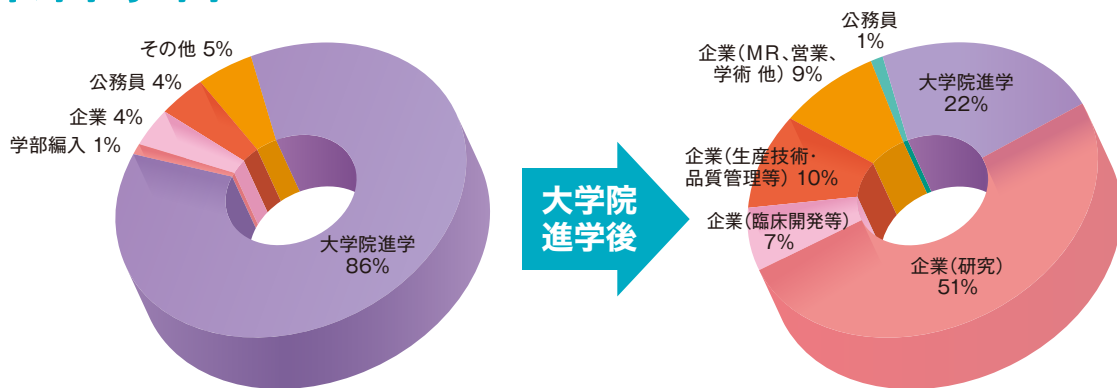 その他 5%
公務員 4%
企業 4%
学部編入 1%
大学院進学
86%
大学院
進学後
公務員
1%
企業(MR、営業、
学術 他) 9%
大学院進学
22%
企業(生産技術・
品質管理等) 10%
企業(臨床開発等)
7%
企業(研究)
51%